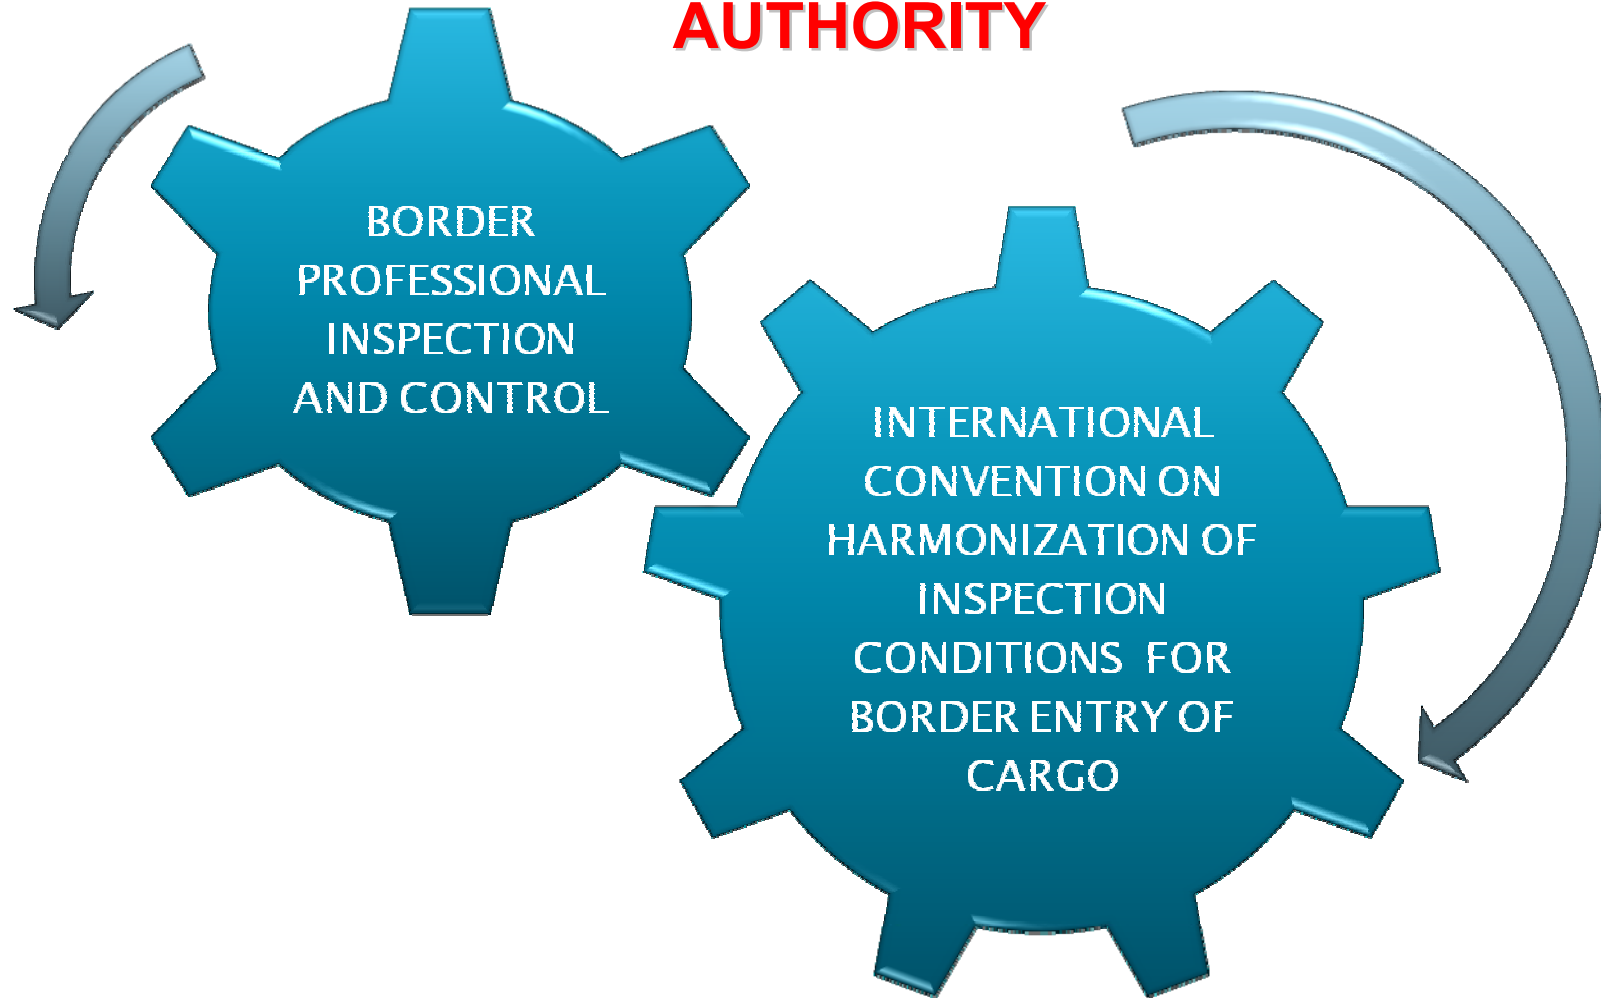 AUTHORITY
BORDER
PROFESSIONAL
INSPECTION
AND CONTROL
INTERNATIONAL
CONVENTION ON
HARMONIZATION OF
INSPECTION
CONDITIONS FOR
BORDER ENTRY OF
CARGO